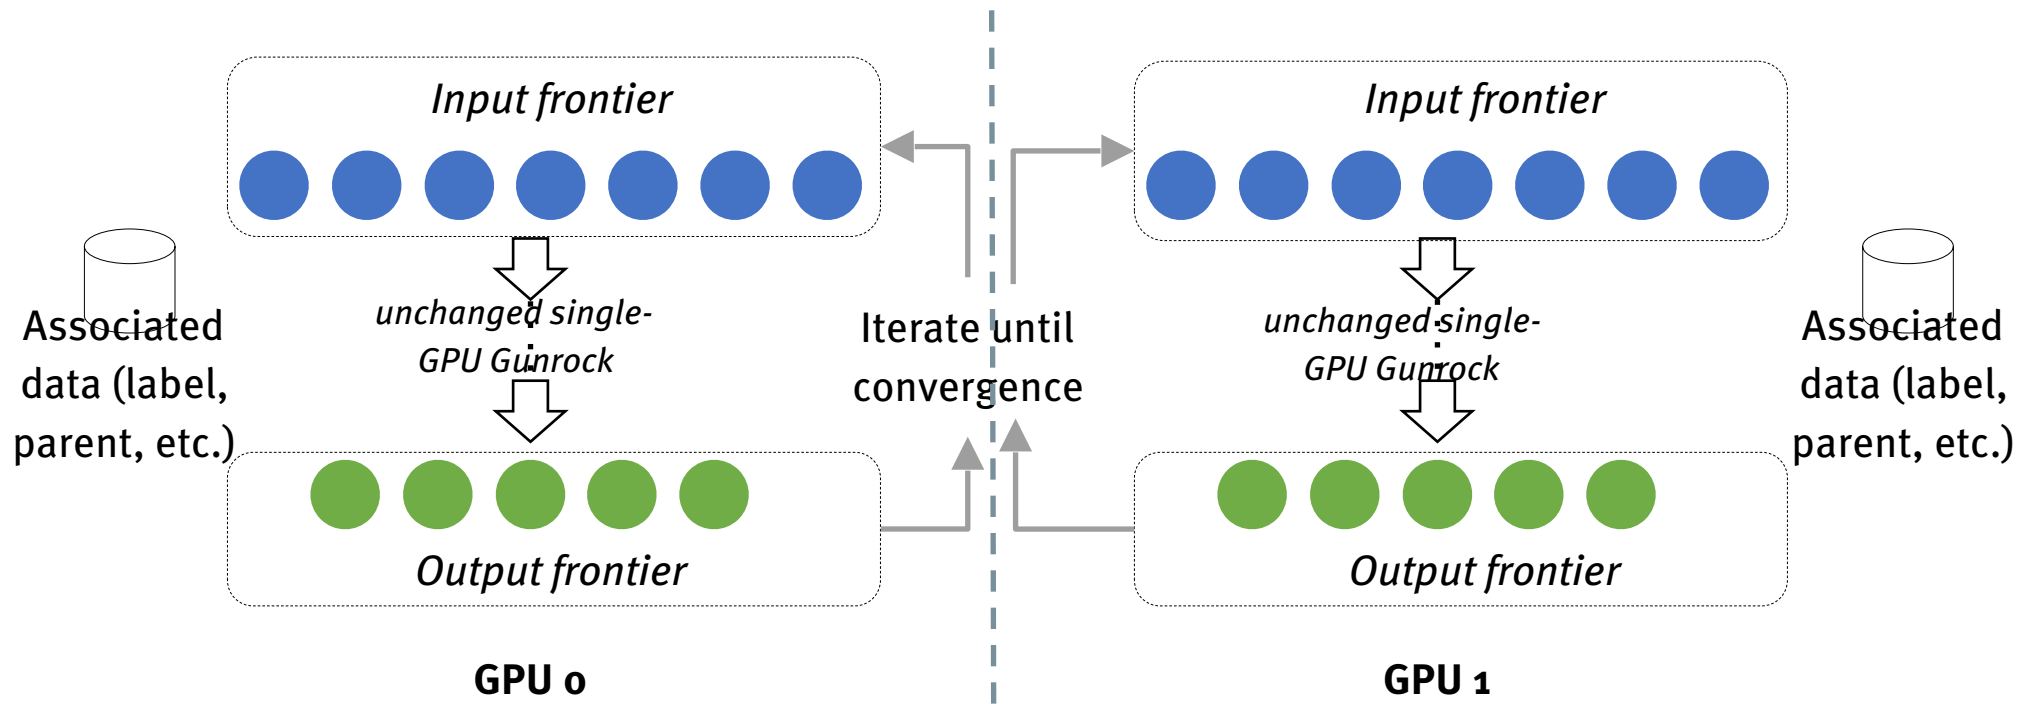 Input frontier
Associated
data (label,
parent, etc.)
unchanged single-
GPU Gunrock
Output frontier
GPU 0
Iterate until
convergence
Input frontier
unchanged single-
GPU Gunrock
Output frontier
GPU 1
Associated
data (label,
parent, etc.)